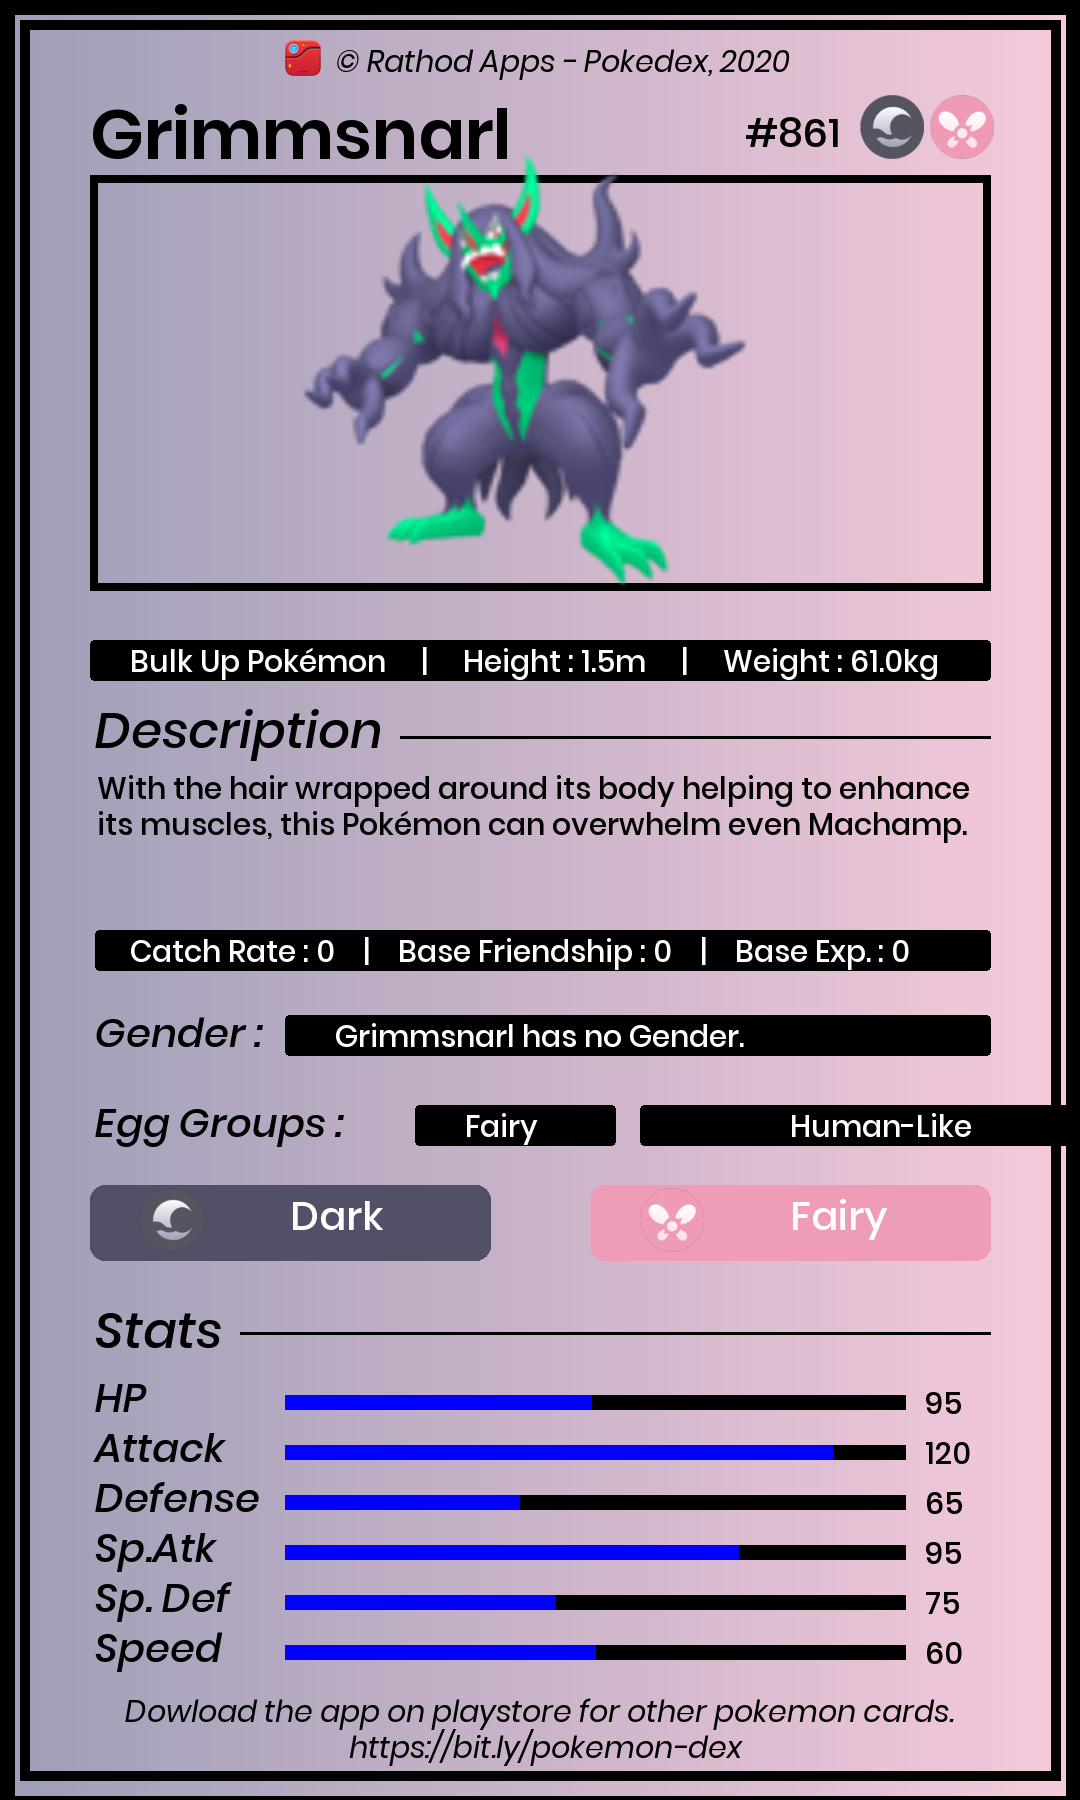 © Rathod Apps - Pokedex, 2020
Grimmsnarl #861
Bulk Up Pokémon | Height : 1.5m | Weight : 61.0kg
Description
With the hair wrapped around its body helping to enhance
its muscles, this Pokémon can overwhelm even Machamp.
Catch Rate : 0 | Base Friendship : 0 | Base Exp. : 0
Gender : Grimmsnarl has no Gender.
Egg Groups : Fairy Human-Like
Dark Fairy
Stats
HP 95
Attack 120
Defense 65
Sp.Atk 95
Sp. Def 75
Speed 60
Dowload the app on playstore for other pokemon cards.
https://bit.ly/pokemon-dex